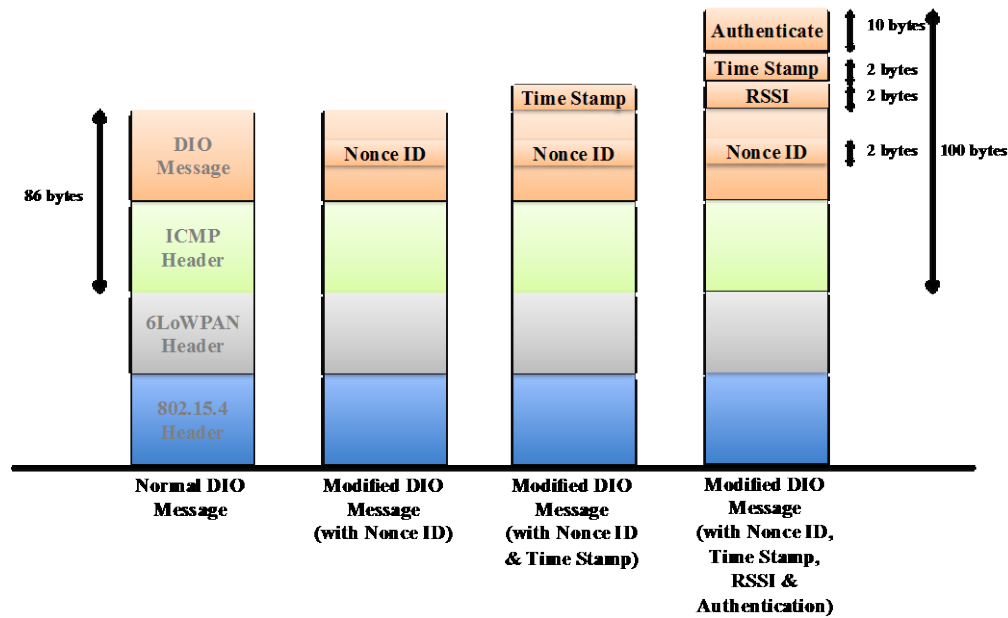 Authenticate
10 bytes
Time Stamp
2 bytes
Time Stamp
RSSI
2 bytes
DIO
Message
Nonce ID
Nonce ID
Nonce ID
2 bytes
100 bytes
86 bytes
ICMP
Header
6LoWPAN
Header
802.15.4
Header
Normal DIO
Message
Modified DIO
Message
(with Nonce ID)
Modified DIO
Message
(with Nonce ID
& Time Stamp)
Modified DIO
Message
(with Nonce ID,
Time Stamp,
RSSI &
Authentication)